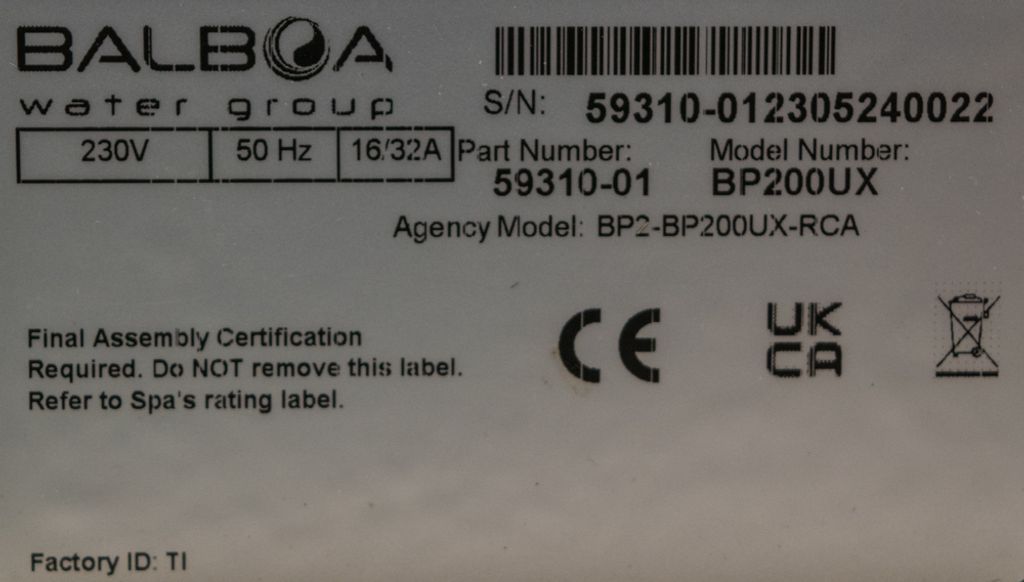 BALBOA
water group
S/N: 59310-012305240022
230V 50 Hz 16/32A
Part Number: Model Number:
59310-01 BP200UX
Agency Model: BP2-BP200UX-RCA
CE
UK
CA
Final Assembly Certification
Required. Do NOT remove this label.
Refer to Spa's rating label.
Factory ID: TI